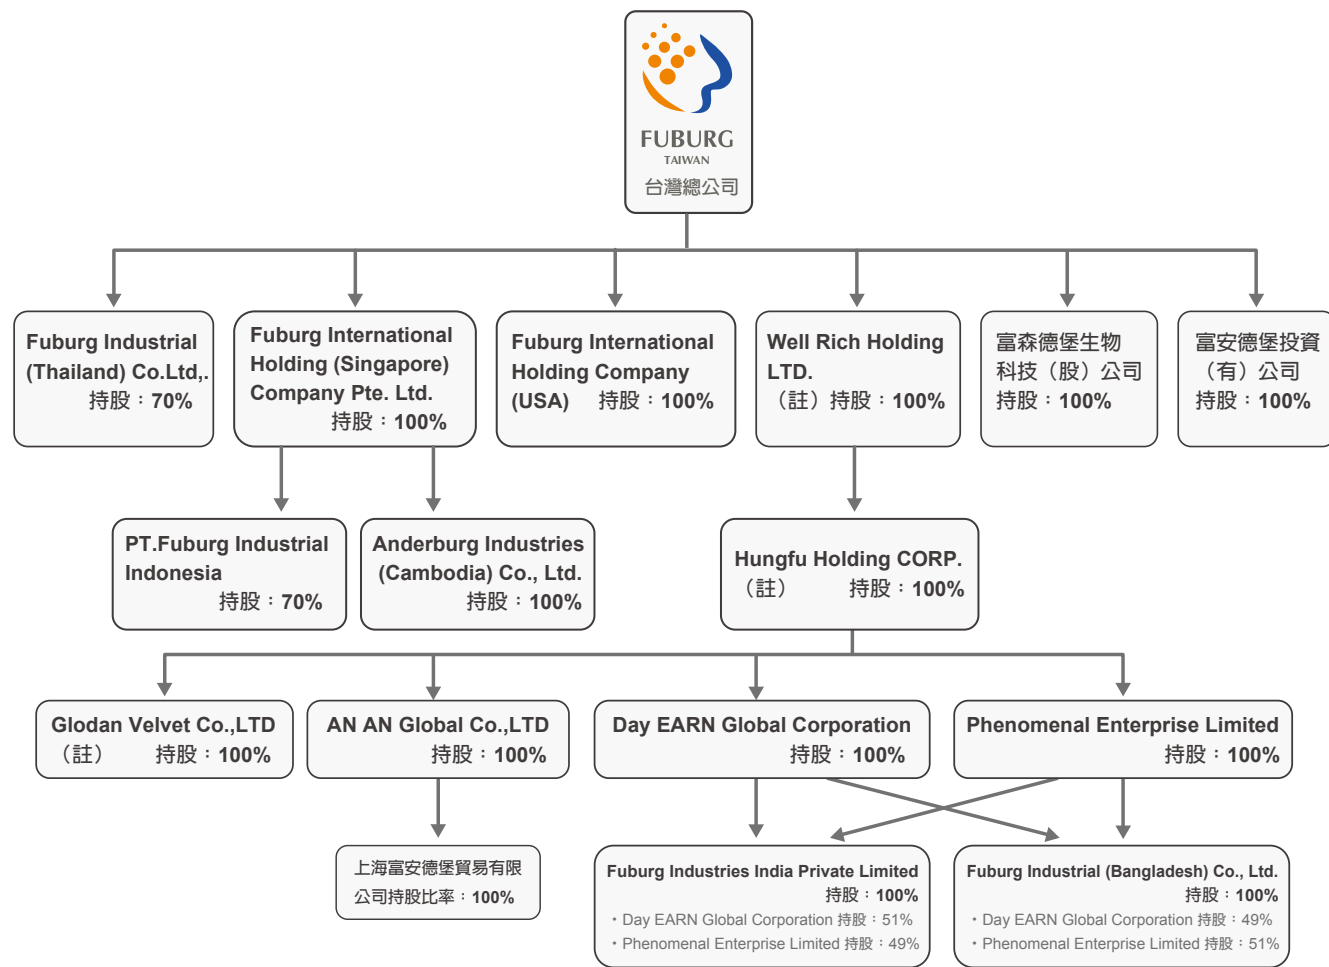 FUBURG
TAIWAN
台灣總公司
Fuburg Industrial
(Thailand) Co.Ltd,.
持股：70%
Fuburg International
Holding (Singapore)
Company Pte. Ltd.
持股：100%
Fuburg International
Holding Company
(USA) 持股：100%
Well Rich Holding
LTD.
（註）持股：100%
富森德堡生物
科技（股）公司
持股：100%
富安德堡投資
（有）公司
持股：100%
PT.Fuburg Industrial
Indonesia
持股：70%
Anderburg Industries
(Cambodia) Co., Ltd.
持股：100%
Hungfu Holding CORP.
（註） 持股：100%
Glodan Velvet Co.,LTD
（註） 持股：100%
AN AN Global Co.,LTD
持股：100%
Day EARN Global Corporation
持股：100%
Phenomenal Enterprise Limited
持股：100%
上海富安德堡貿易有限
公司持股比率：100%
Fuburg Industries India Private Limited
持股：100%
・Day EARN Global Corporation 持股：51%
・Phenomenal Enterprise Limited 持股：49%
Fuburg Industrial (Bangladesh) Co., Ltd.
持股：100%
・Day EARN Global Corporation 持股：49%
・Phenomenal Enterprise Limited 持股：51%